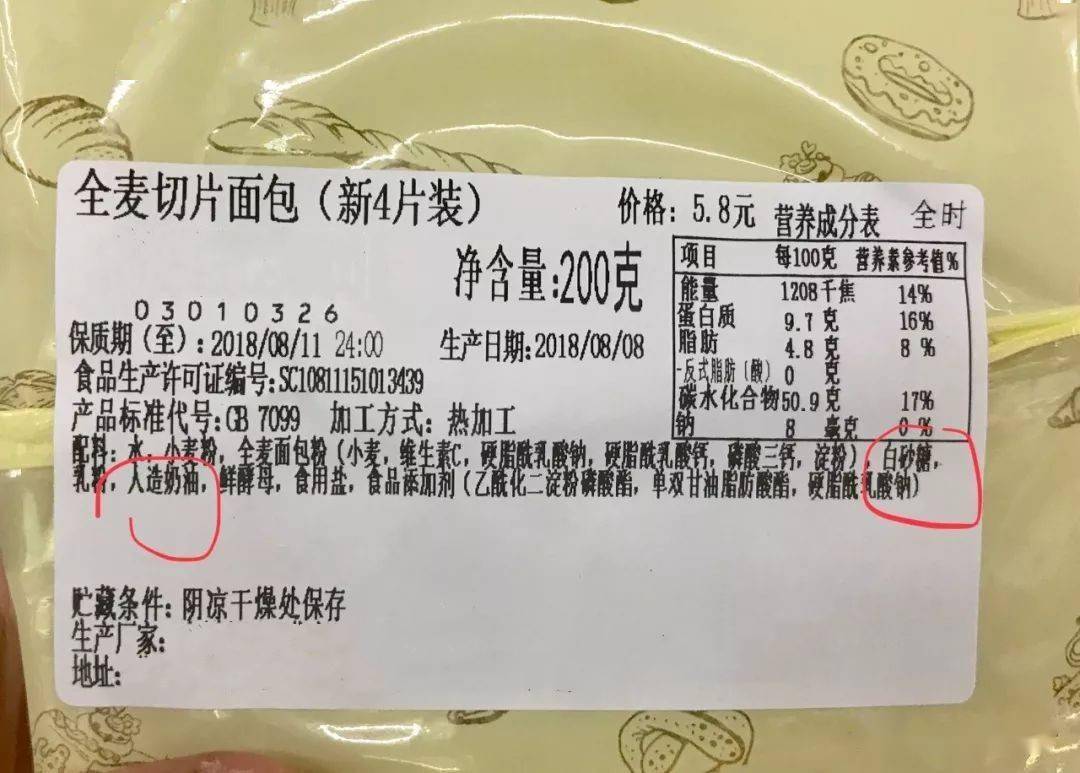 全麦切片面包（新4片装）
价格：5.8元
净含量:200克
03010326
保质期（至）：2018/08/11 24:00
生产日期:2018/08/08
食品生产许可证编号:SC10811151013439
产品标准代号:GB 7099 加工方式：热加工
营养成分表 全时
项目 每100克 营养素参考值%
能量 1208千焦 14%
蛋白质 9.7 克 16%
脂肪 4.8 克 8 %
-反式脂肪（酸） 0 克
碳水化合物 50.9克 17%
钠 8 毫克 0 %
配料：水，小麦粉，全麦面包粉（小麦，维生素C，硬脂酰乳酸钠，硬脂酰乳酸钙，磷酸三钙，淀粉），白砂糖，
乳粉，人造奶油，鲜酵母，食用盐，食品添加剂（乙酰化二淀粉磷酸酯，单双甘油脂肪酸酯，硬脂酰乳酸钠）
贮藏条件：阴凉干燥处保存
生产厂家：
地址：